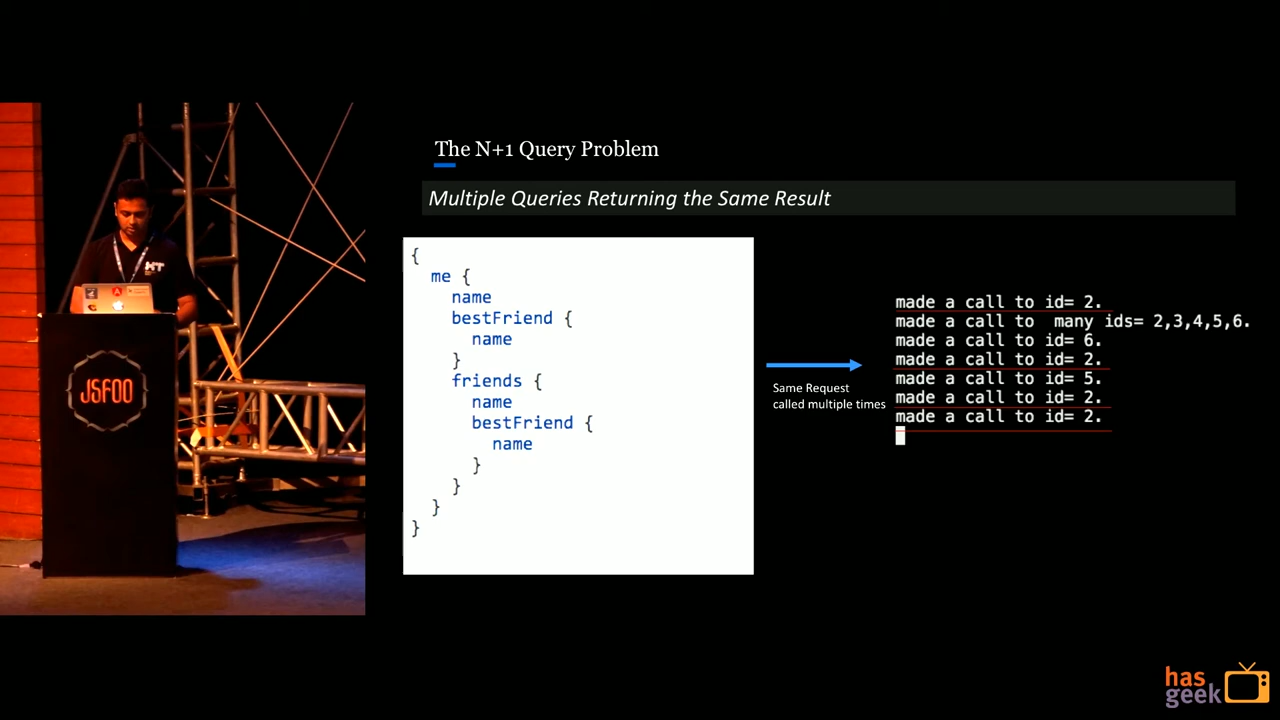 The N+1 Query Problem
Multiple Queries Returning the Same Result
{
me {
name
bestFriend {
name
}
friends {
name
bestFriend {
name
}
}
}
}
Same Request
called multiple times
made a call to id= 2.
made a call to  many ids= 2,3,4,5,6.
made a call to id= 6.
made a call to id= 2.
made a call to id= 5.
made a call to id= 2.
made a call to id= 2.
HT
JSFOO
has
geek